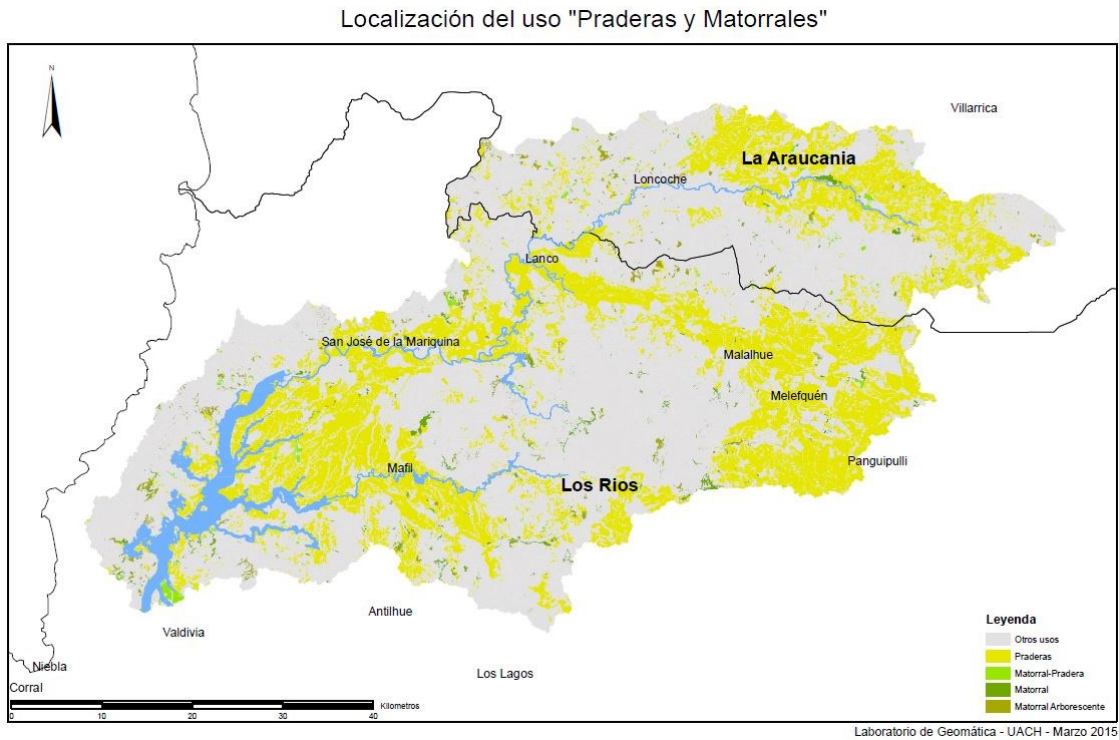 Localización del uso "Praderas y Matorrales"
N
Villarrica
La Araucania
Loncoche
Lanco
San José de la Mariquina
Malalhue
Melefquén
Panguipulli
Mafil
Los Rios
Antilhue
Valdivia
Niebla
Los Lagos
Corral
0 10 20 30 40 Kilometros
Leyenda
Otros usos
Praderas
Matorral-Pradera
Matorral
Matorral Arborescente
Laboratorio de Geomática - UACH - Marzo 2015